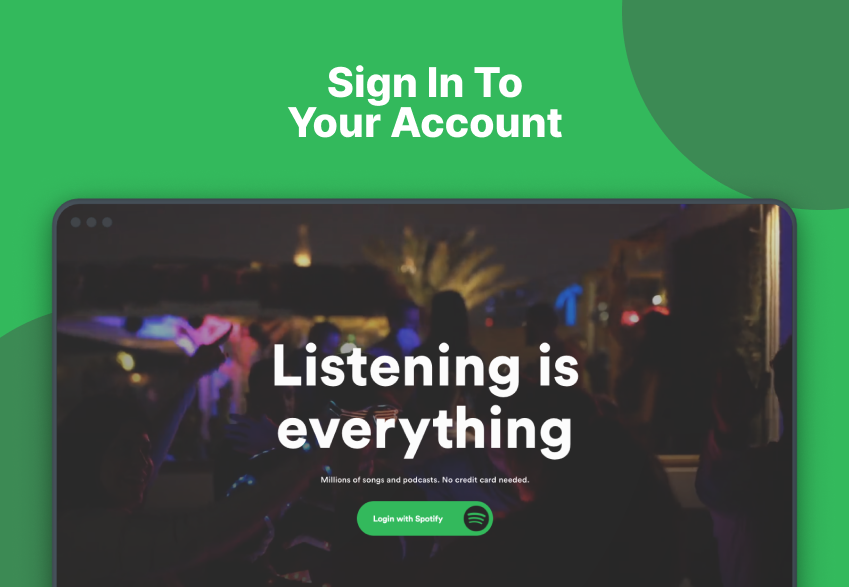 Sign In To
Your Account
Listening is
everything
Millions of songs and podcasts. No credit card needed.
Login with Spotify